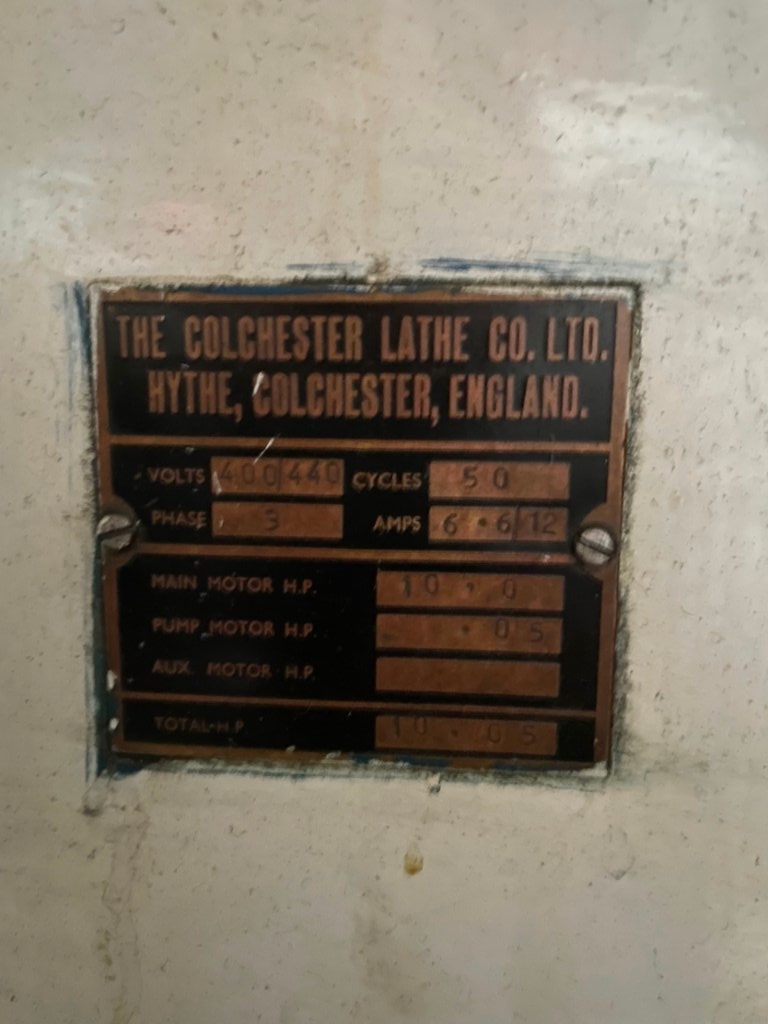 THE COLCHESTER LATHE CO. LTD.
HYTHE, COLCHESTER, ENGLAND.
VOLTS 400/440 CYCLES 50
PHASE 3 AMPS 6.6/12
MAIN MOTOR H.P. 10.0
PUMP MOTOR H.P. .05
AUX. MOTOR H.P.
TOTAL H.P. 10.05